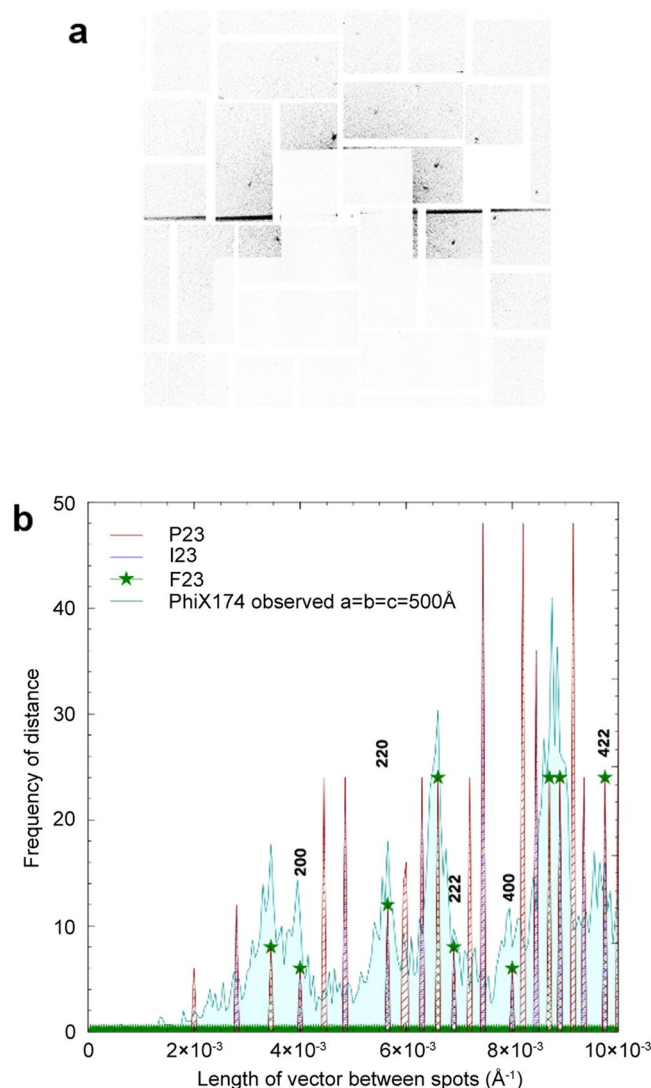 a
b
50
P23
I23
F23
PhiX174 observed a=b=c=500Å
40
30
20
10
0
Frequency of distance
200
220
222
400
422
0
2×10⁻³
4×10⁻³
6×10⁻³
8×10⁻³
10×10⁻³
Length of vector between spots (Å⁻¹)